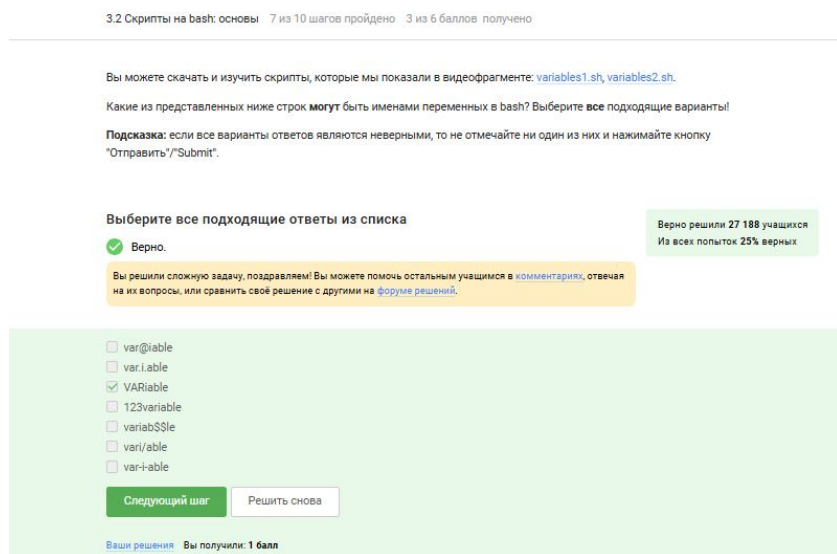 3.2 Скрипты на bash: основы 7 из 10 шагов пройдено 3 из 6 баллов получено
Вы можете скачать и изучить скрипты, которые мы показали в видеофрагменте: variables1.sh, variables2.sh.
Какие из представленных ниже строк могут быть именами переменных в bash? Выберите все подходящие варианты!
Подсказка: если все варианты ответов являются неверными, то не отмечайте ни один из них и нажимайте кнопку
"Отправить"/"Submit".
Выберите все подходящие ответы из списка
Верно.
Верно решили 27 188 учащихся
Из всех попыток 25% верных
Вы решили сложную задачу, поздравляем! Вы можете помочь остальным учащимся в комментариях, отвечая
на их вопросы, или сравнить своё решение с другими на форуме решений.
var@iable
var.i.able
VARiable
123variable
variab$$le
vari/able
var-i-able
Следующий шаг Решить снова
Ваши решения Вы получили: 1 балл